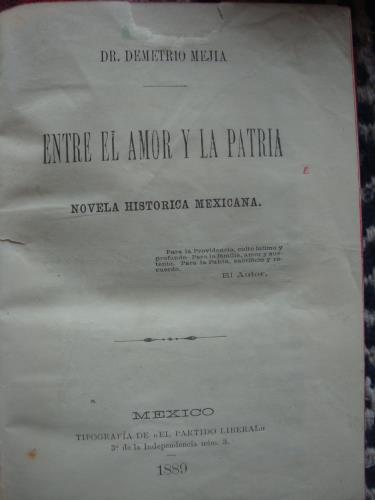 DR. DEMETRIO MEJIA
ENTRE EL AMOR Y LA PATRIA
E
NOVELA HISTORICA MEXICANA.
Para la Providencia, culto íntimo y
profundo. Para la familia, amor y sus-
tento. Para la Patria, sacrificio y re-
cuerdo.
El Autor.
MEXICO
TIPOGRAFÍA DE «EL PARTIDO LIBERAL»
3ª de la Independencia núm. 3.
1889